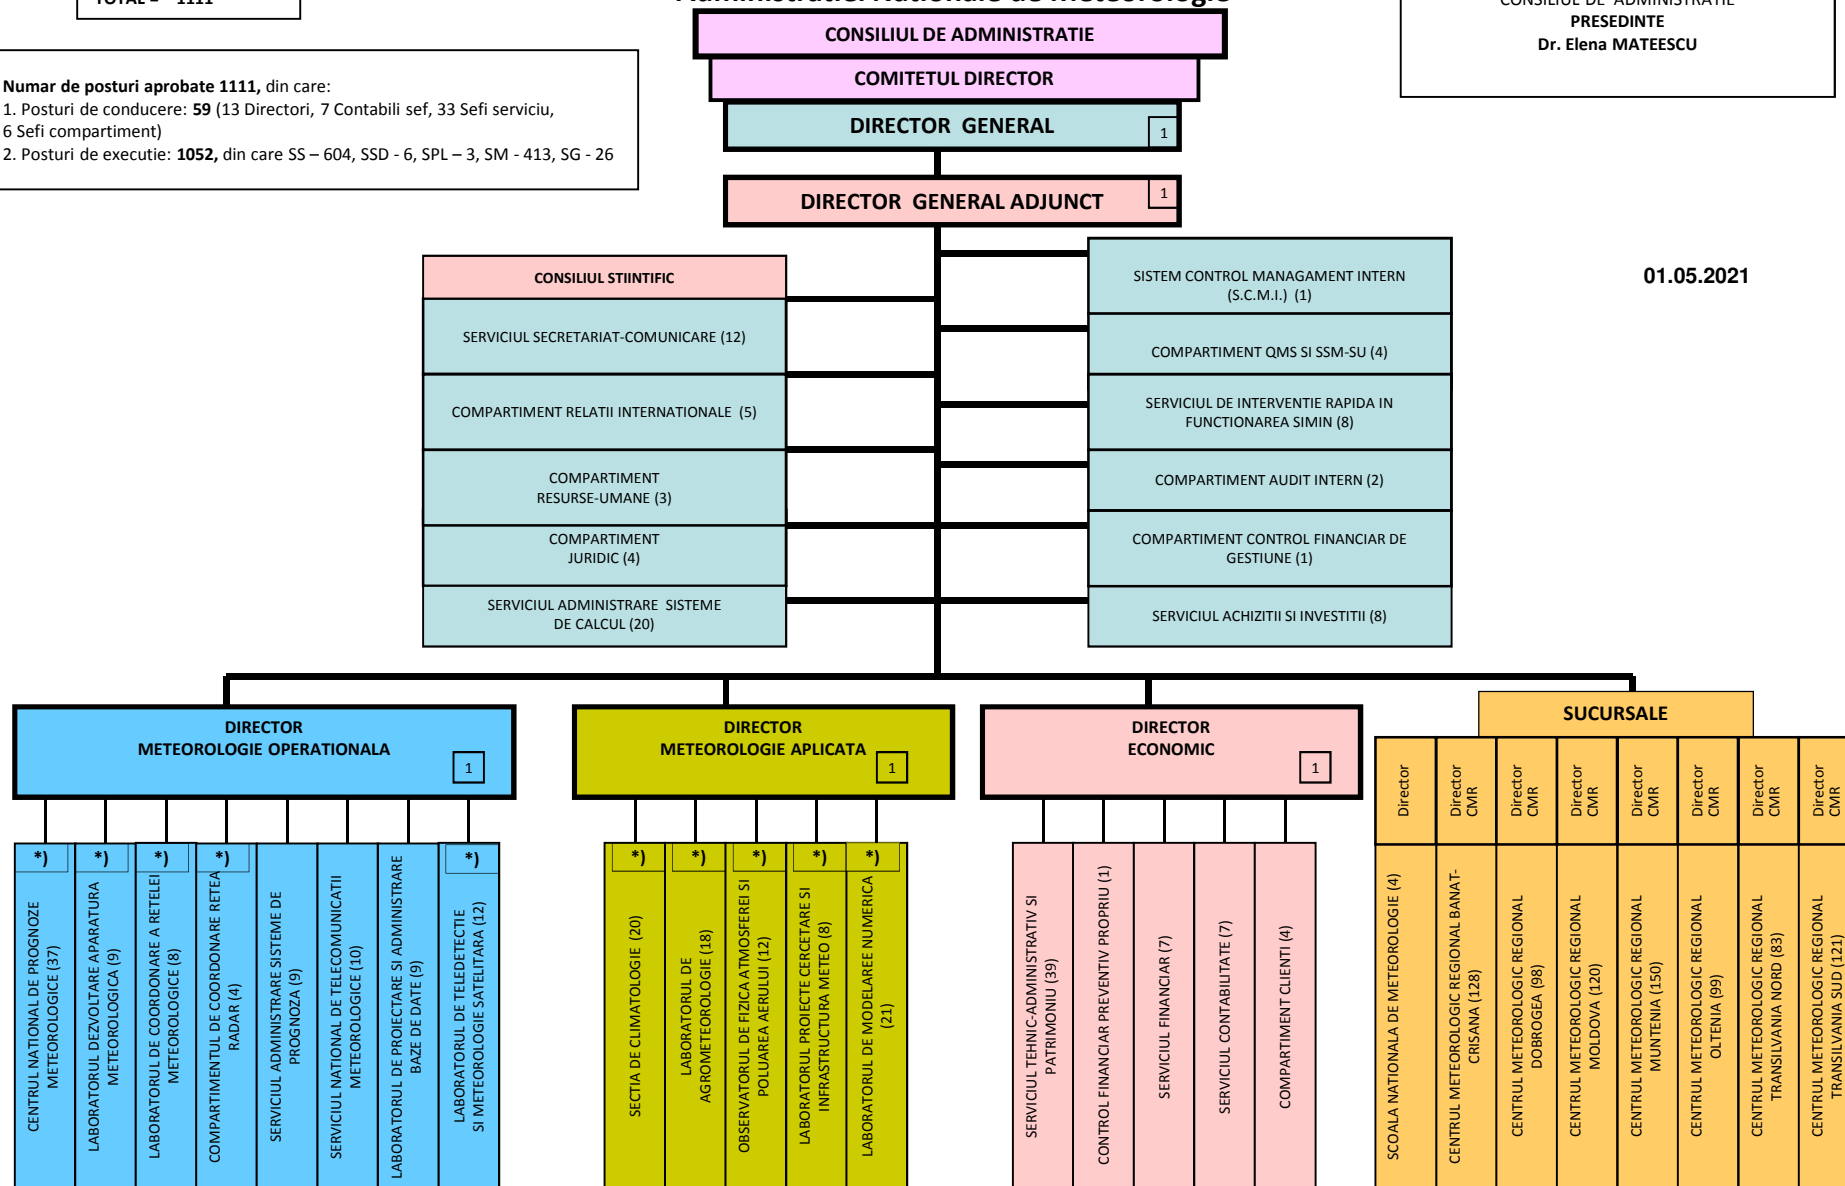 TOTAL = 1111
Administratiei Nationale de Meteorologie
CONSILIUL DE ADMINISTRATIE
PRESEDINTE
Dr. Elena MATEESCU
CONSILIUL DE ADMINISTRATIE
COMITETUL DIRECTOR
DIRECTOR GENERAL
1
DIRECTOR GENERAL ADJUNCT
1
Numar de posturi aprobate 1111, din care:
1. Posturi de conducere: 59 (13 Directori, 7 Contabili sef, 33 Sefi serviciu,
6 Sefi compartiment)
2. Posturi de executie: 1052, din care SS – 604, SSD - 6, SPL – 3, SM - 413, SG - 26
01.05.2021
CONSILIUL STIINTIFIC
SERVICIUL SECRETARIAT-COMUNICARE (12)
COMPARTIMENT RELATII INTERNATIONALE (5)
COMPARTIMENT
RESURSE-UMANE (3)
COMPARTIMENT
JURIDIC (4)
SERVICIUL ADMINISTRARE SISTEME
DE CALCUL (20)
SISTEM CONTROL MANAGAMENT INTERN
(S.C.M.I.) (1)
COMPARTIMENT QMS SI SSM-SU (4)
SERVICIUL DE INTERVENTIE RAPIDA IN
FUNCTIONAREA SIMIN (8)
COMPARTIMENT AUDIT INTERN (2)
COMPARTIMENT CONTROL FINANCIAR DE
GESTIUNE (1)
SERVICIUL ACHIZITII SI INVESTITII (8)
DIRECTOR
METEOROLOGIE OPERATIONALA
1
*)
CENTRUL NATIONAL DE PROGNOZE
METEOROLOGICE (37)
*)
LABORATORUL DEZVOLTARE APARATURA
METEOROLOGICA (9)
*)
LABORATORUL DE COORDONARE A RETELEI
METEOROLOGICE (8)
*)
COMPARTIMENTUL DE COORDONARE RETEA
RADAR (4)
SERVICIUL ADMINISTRARE SISTEME DE
PROGNOZA (9)
SERVICIUL NATIONAL DE TELECOMUNICATII
METEOROLOGICE (10)
LABORATORUL DE PROIECTARE SI ADMINISTRARE
BAZE DE DATE (9)
*)
LABORATORUL DE TELEDETECTIE
SI METEOROLOGIE SATELITARA (12)
DIRECTOR
METEOROLOGIE APLICATA
1
*)
SECTIA DE CLIMATOLOGIE (20)
*)
LABORATORUL DE
AGROMETEOROLOGIE (18)
*)
OBSERVATORUL DE FIZICA ATMOSFEREI SI
POLUAREA AERULUI (12)
*)
LABORATORUL PROIECTE CERCETARE SI
INFRASTRUCTURA METEO (8)
*)
LABORATORUL DE MODELAREE NUMERICA
(21)
DIRECTOR
ECONOMIC
1
SERVICIUL TEHNIC-ADMINISTRATIV SI
PATRIMONIU (39)
CONTROL FINANCIAR PREVENTIV PROPRIU (1)
SERVICIUL FINANCIAR (7)
SERVICIUL CONTABILITATE (7)
COMPARTIMENT CLIENTI (4)
SUCURSALE
Director
SCOALA NATIONALA DE METEOROLOGIE (4)
Director
CMR
CENTRUL METEOROLOGIC REGIONAL BANAT-
CRISANA (128)
Director
CMR
CENTRUL METEOROLOGIC REGIONAL
DOBROGEA (98)
Director
CMR
CENTRUL METEOROLOGIC REGIONAL
MOLDOVA (120)
Director
CMR
CENTRUL METEOROLOGIC REGIONAL
MUNTENIA (150)
Director
CMR
CENTRUL METEOROLOGIC REGIONAL
OLTENIA (99)
Director
CMR
CENTRUL METEOROLOGIC REGIONAL
TRANSILVANIA NORD (83)
Director
CMR
CENTRUL METEOROLOGIC REGIONAL
TRANSILVANIA SUD (121)